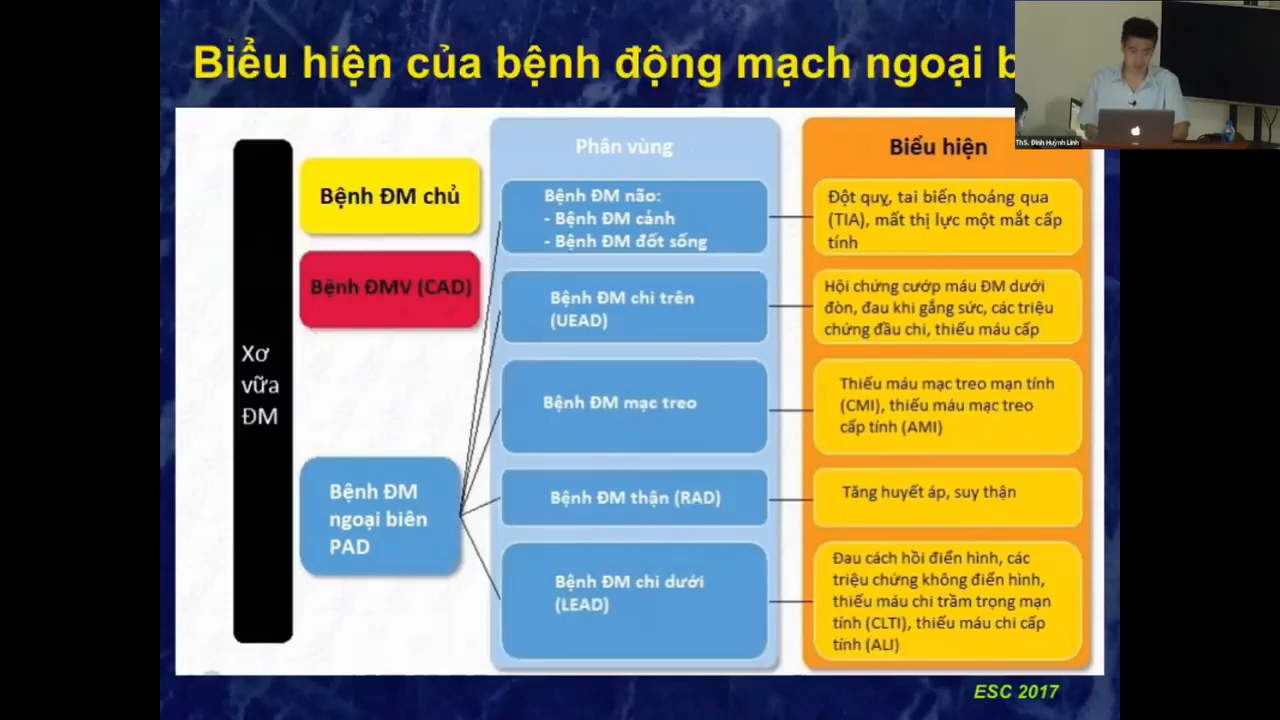 Biểu hiện của bệnh động mạch ngoại b
ThS. Đinh Huỳnh Linh
Xơ
vữa
ĐM
Bệnh ĐM chủ
Bệnh ĐMV (CAD)
Bệnh ĐM
ngoại biên
PAD
Phân vùng
Biểu hiện
Bệnh ĐM não:
- Bệnh ĐM cảnh
- Bệnh ĐM đốt sống
Đột quỵ, tai biến thoáng qua
(TIA), mất thị lực một mắt cấp
tính
Bệnh ĐM chi trên
(UEAD)
Hội chứng cướp máu ĐM dưới
đòn, đau khi gắng sức, các triệu
chứng đầu chi, thiếu máu cấp
Bệnh ĐM mạc treo
Thiếu máu mạc treo mạn tính
(CMI), thiếu máu mạc treo
cấp tính (AMI)
Bệnh ĐM thận (RAD)
Tăng huyết áp, suy thận
Bệnh ĐM chi dưới
(LEAD)
Đau cách hồi điển hình, các
triệu chứng không điển hình,
thiếu máu chi trầm trọng mạn
tính (CLTI), thiếu máu chi cấp
tính (ALI)
ESC 2017